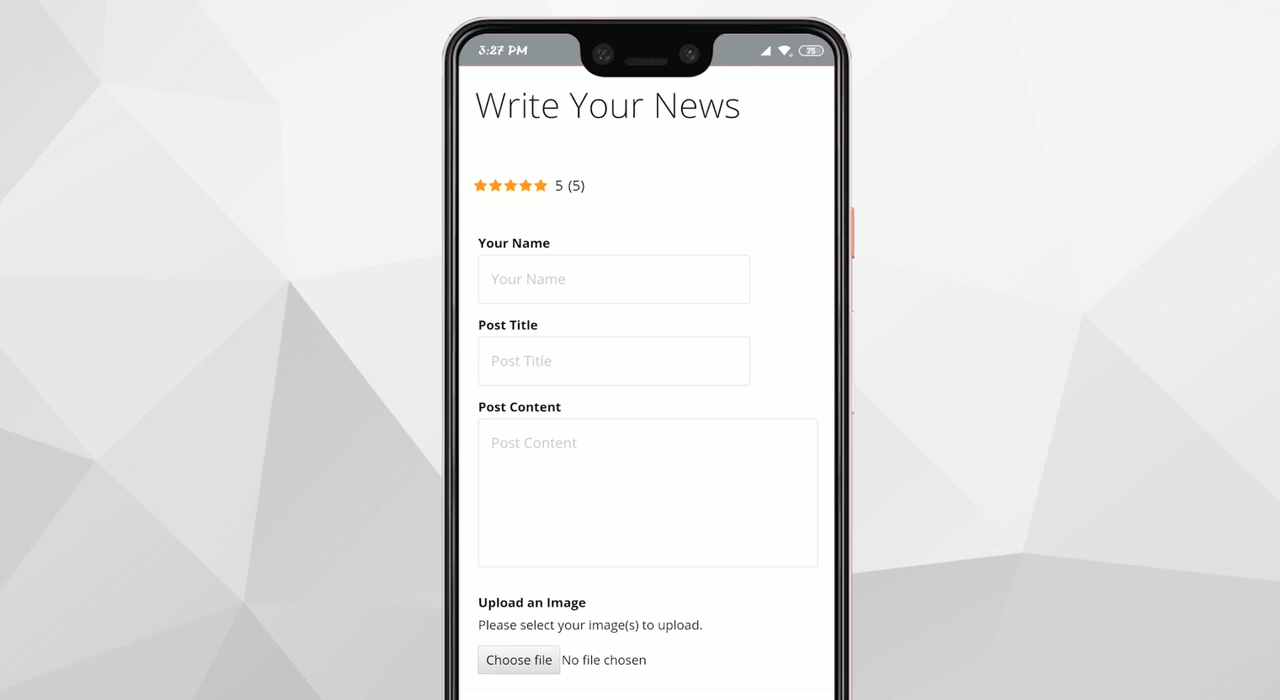 3:27 PM 75
Write Your News
5 (5)
Your Name
Your Name
Post Title
Post Title
Post Content
Post Content
Upload an Image
Please select your image(s) to upload.
Choose file No file chosen